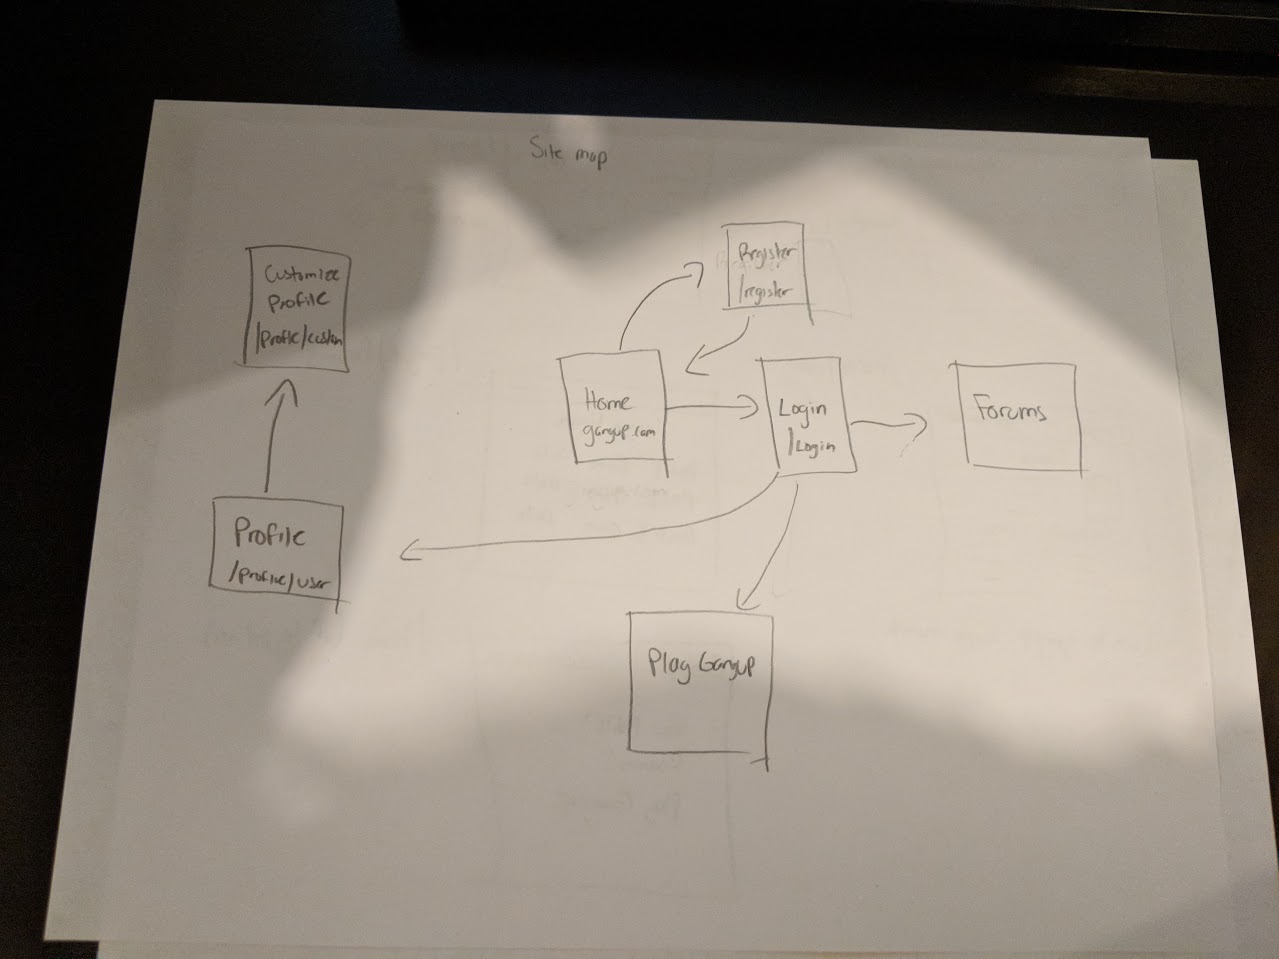 Site map
Customize
Profile
/profile/custom
Register
/register
Home
gangup.com
Login
/Login
Forums
Profile
/profile/user
Play Gangup